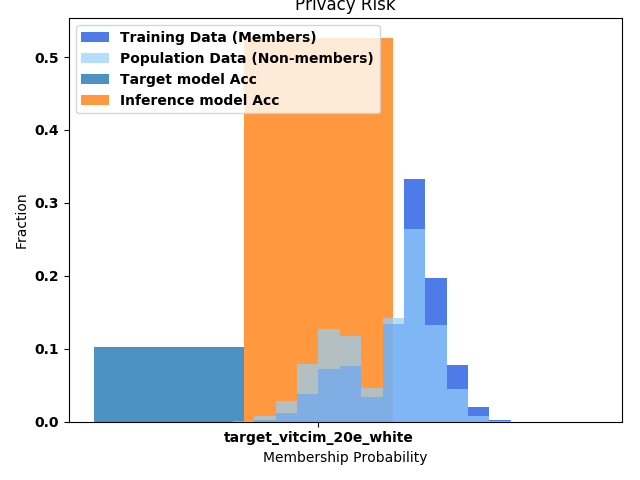 Privacy Risk
Training Data (Members)
Population Data (Non-members)
Target model Acc
Inference model Acc
0.5
0.4
0.3
0.2
0.1
0.0
Fraction
target_vitcim_20e_white
Membership Probability